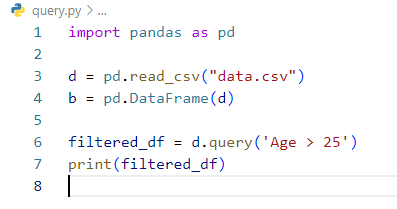 query.py > ...
1 import pandas as pd
2
3 d = pd.read_csv("data.csv")
4 b = pd.DataFrame(d)
5
6 filtered_df = d.query('Age > 25')
7 print(filtered_df)
8